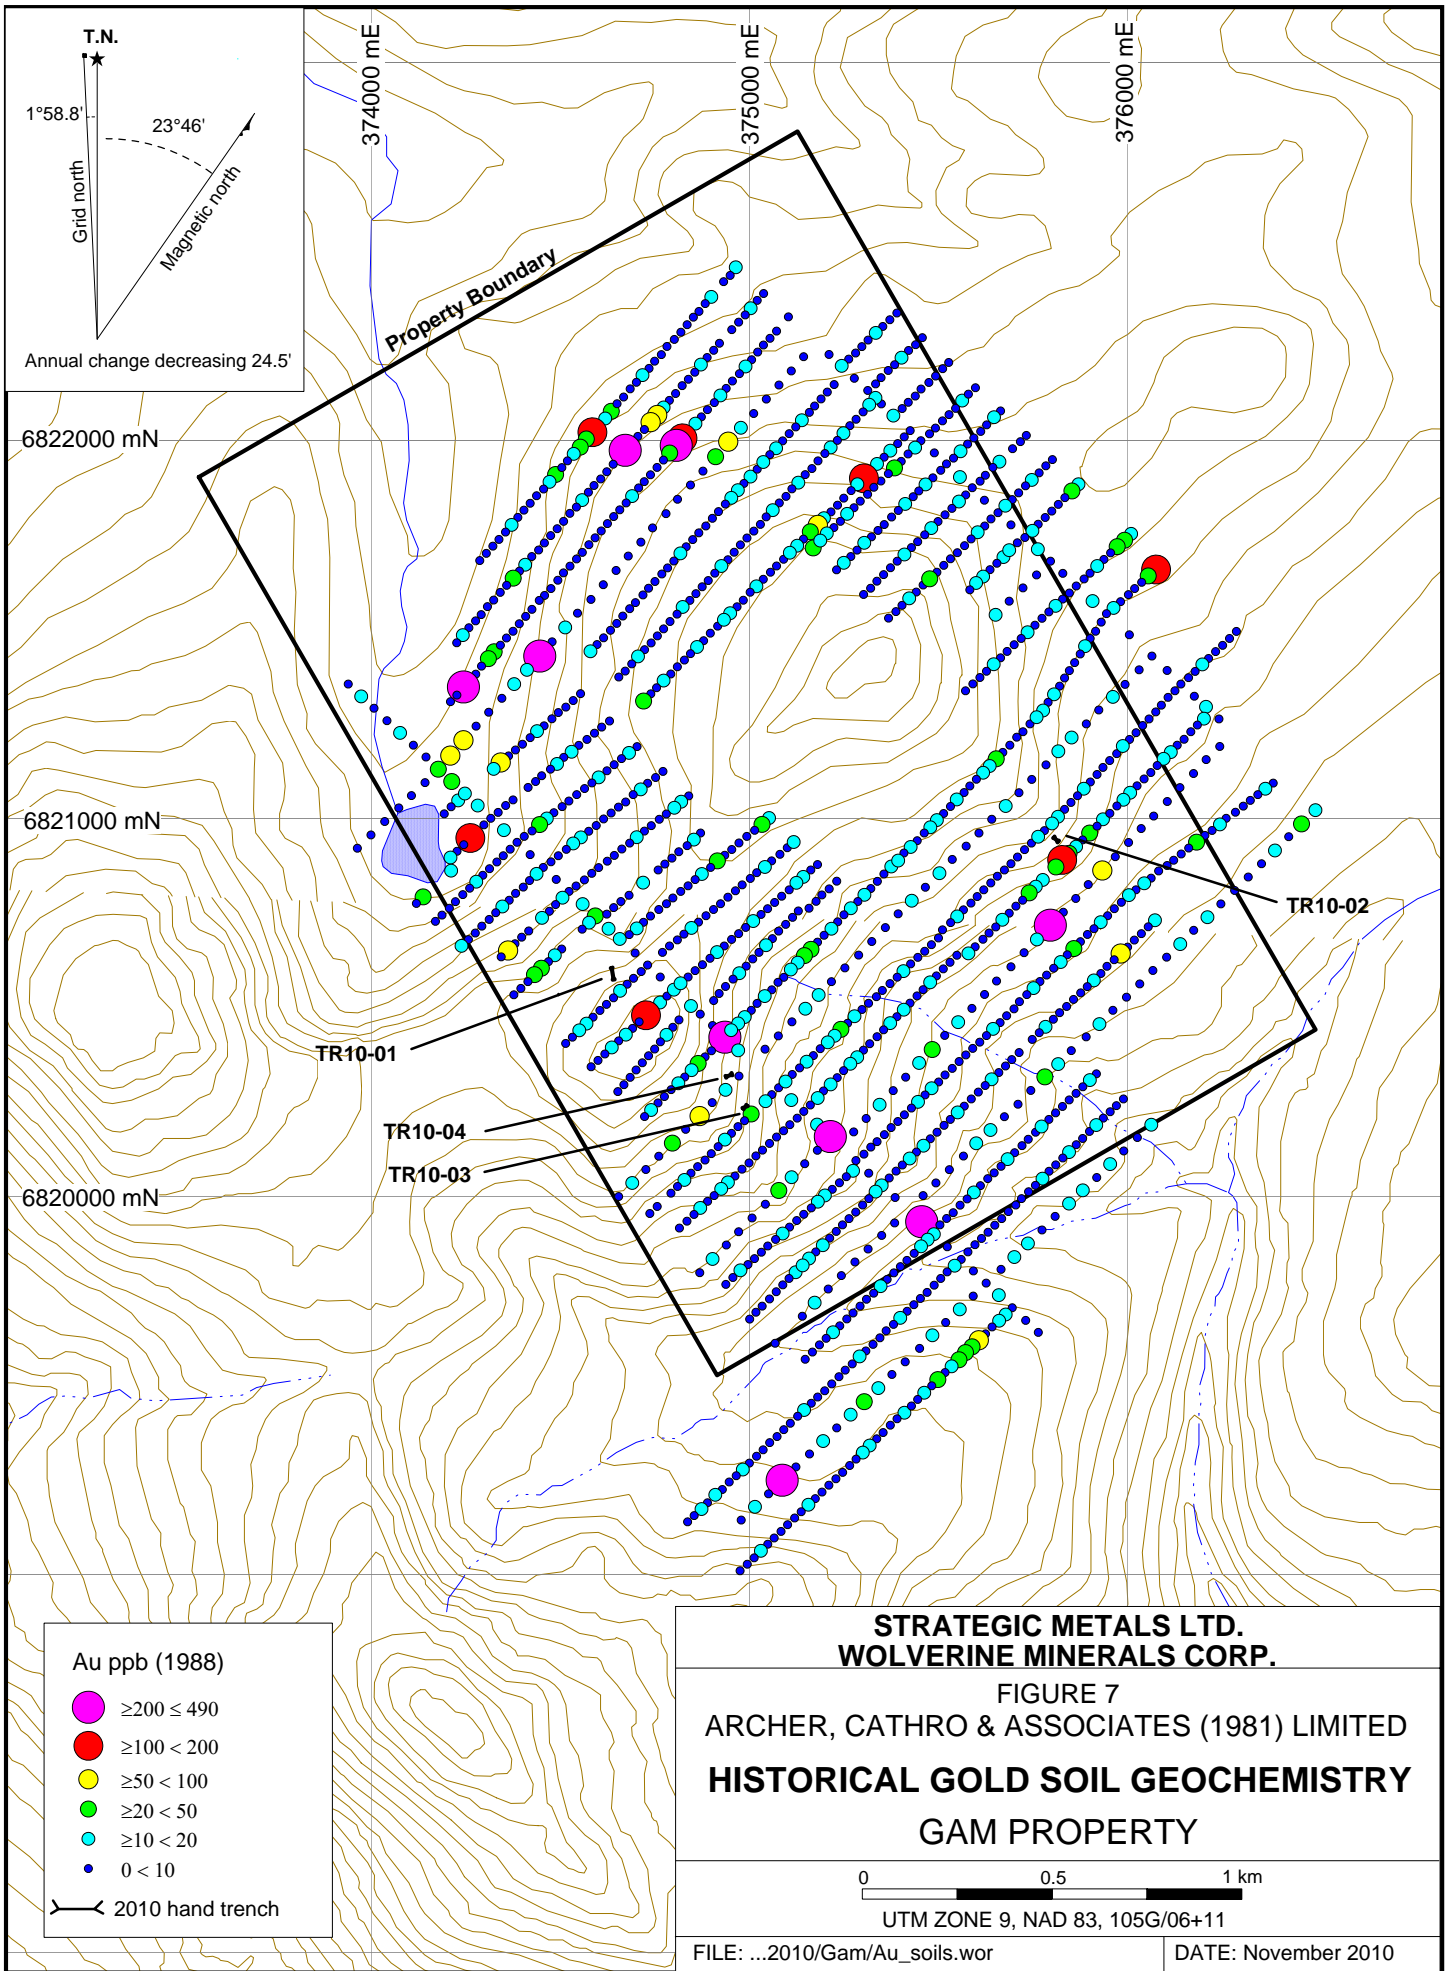 T.N.
1°58.8'
23°46'
Grid north
Magnetic north
Annual change decreasing 24.5'
374000 mE
375000 mE
376000 mE
Property Boundary
6822000 mN
6821000 mN
6820000 mN
TR10-02
TR10-01
TR10-04
TR10-03
Au ppb (1988)
≥200 ≤ 490
≥100 < 200
≥50 < 100
≥20 < 50
≥10 < 20
0 < 10
2010 hand trench
STRATEGIC METALS LTD.
WOLVERINE MINERALS CORP.
FIGURE 7
ARCHER, CATHRO & ASSOCIATES (1981) LIMITED
HISTORICAL GOLD SOIL GEOCHEMISTRY
GAM PROPERTY
0 0.5 1 km
UTM ZONE 9, NAD 83, 105G/06+11
FILE: ...2010/Gam/Au_soils.wor
DATE: November 2010